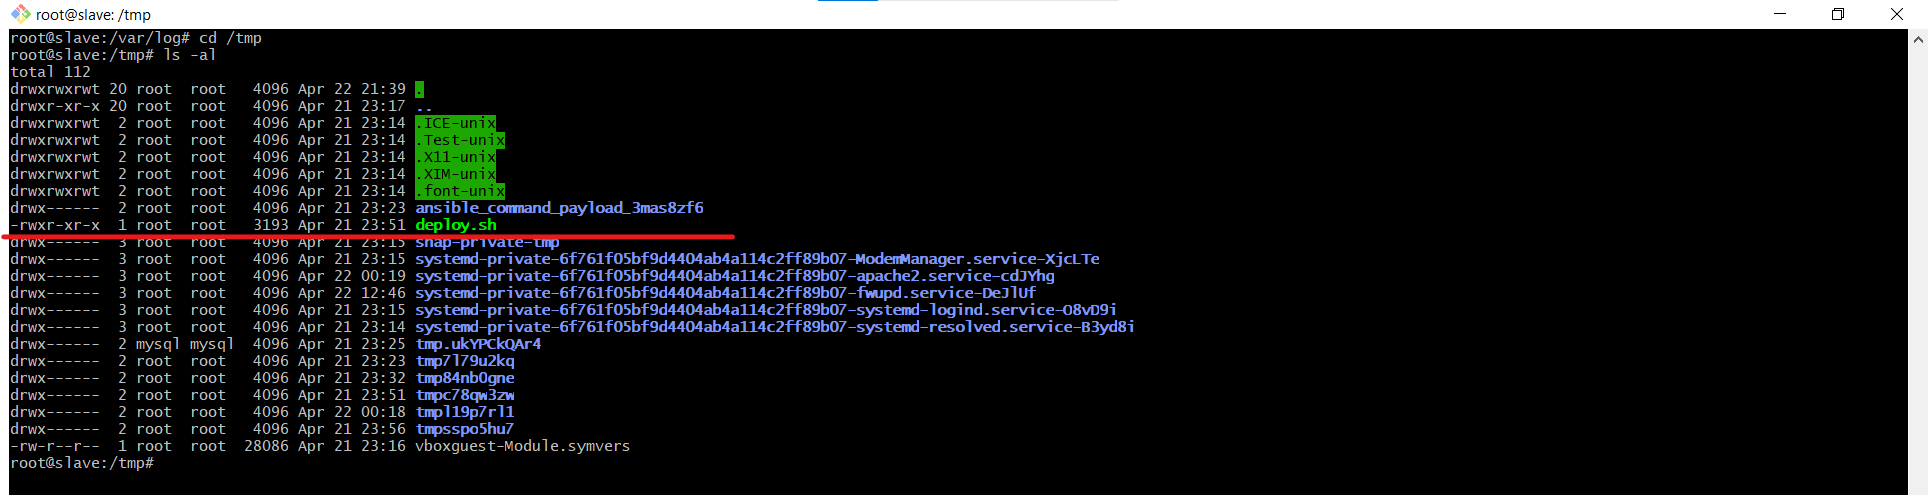 root@slave: /tmp
root@slave:/var/log# cd /tmp
root@slave:/tmp# ls -al
total 112
drwxrwxrwt 20 root  root   4096 Apr 22 21:39 .
drwxr-xr-x 20 root  root   4096 Apr 21 23:17 ..
drwxrwxrwt  2 root  root   4096 Apr 21 23:14 .ICE-unix
drwxrwxrwt  2 root  root   4096 Apr 21 23:14 .Test-unix
drwxrwxrwt  2 root  root   4096 Apr 21 23:14 .X11-unix
drwxrwxrwt  2 root  root   4096 Apr 21 23:14 .XIM-unix
drwxrwxrwt  2 root  root   4096 Apr 21 23:14 .font-unix
drwx------  2 root  root   4096 Apr 21 23:23 ansible_command_payload_3mas8zf6
-rwxr-xr-x  1 root  root   3193 Apr 21 23:51 deploy.sh
drwx------  3 root  root   4096 Apr 21 23:15 snap-private-tmp
drwx------  3 root  root   4096 Apr 21 23:15 systemd-private-6f761f05bf9d4404ab4a114c2ff89b07-ModemManager.service-XjcLTe
drwx------  3 root  root   4096 Apr 22 00:19 systemd-private-6f761f05bf9d4404ab4a114c2ff89b07-apache2.service-cdJYhg
drwx------  3 root  root   4096 Apr 22 12:46 systemd-private-6f761f05bf9d4404ab4a114c2ff89b07-fwupd.service-DeJlUf
drwx------  3 root  root   4096 Apr 21 23:15 systemd-private-6f761f05bf9d4404ab4a114c2ff89b07-systemd-logind.service-O8vD9i
drwx------  3 root  root   4096 Apr 21 23:14 systemd-private-6f761f05bf9d4404ab4a114c2ff89b07-systemd-resolved.service-B3yd8i
drwx------  2 mysql mysql  4096 Apr 21 23:25 tmp.ukYPCkQAr4
drwx------  2 root  root   4096 Apr 21 23:23 tmp7l79u2kq
drwx------  2 root  root   4096 Apr 21 23:32 tmp84nb0gne
drwx------  2 root  root   4096 Apr 21 23:51 tmpc78qw3zw
drwx------  2 root  root   4096 Apr 22 00:18 tmpl19p7rl1
drwx------  2 root  root   4096 Apr 21 23:56 tmpsspo5hu7
-rw-r--r--  1 root  root  28086 Apr 21 23:16 vboxguest-Module.symvers
root@slave:/tmp#